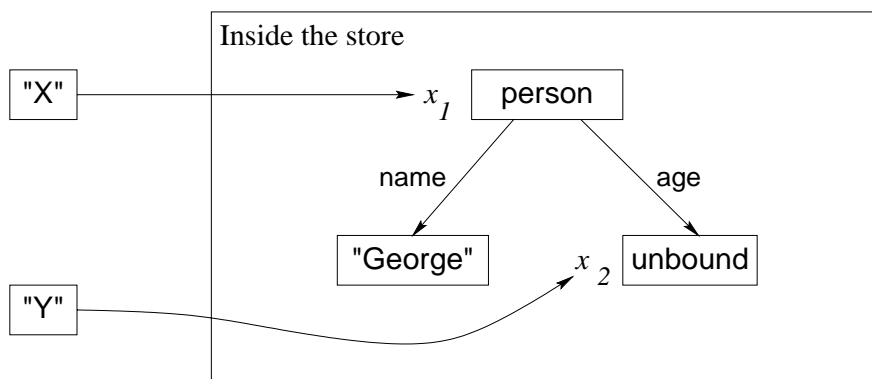 Inside the store
"X"
x1
person
name
age
"George"
x2
unbound
"Y"